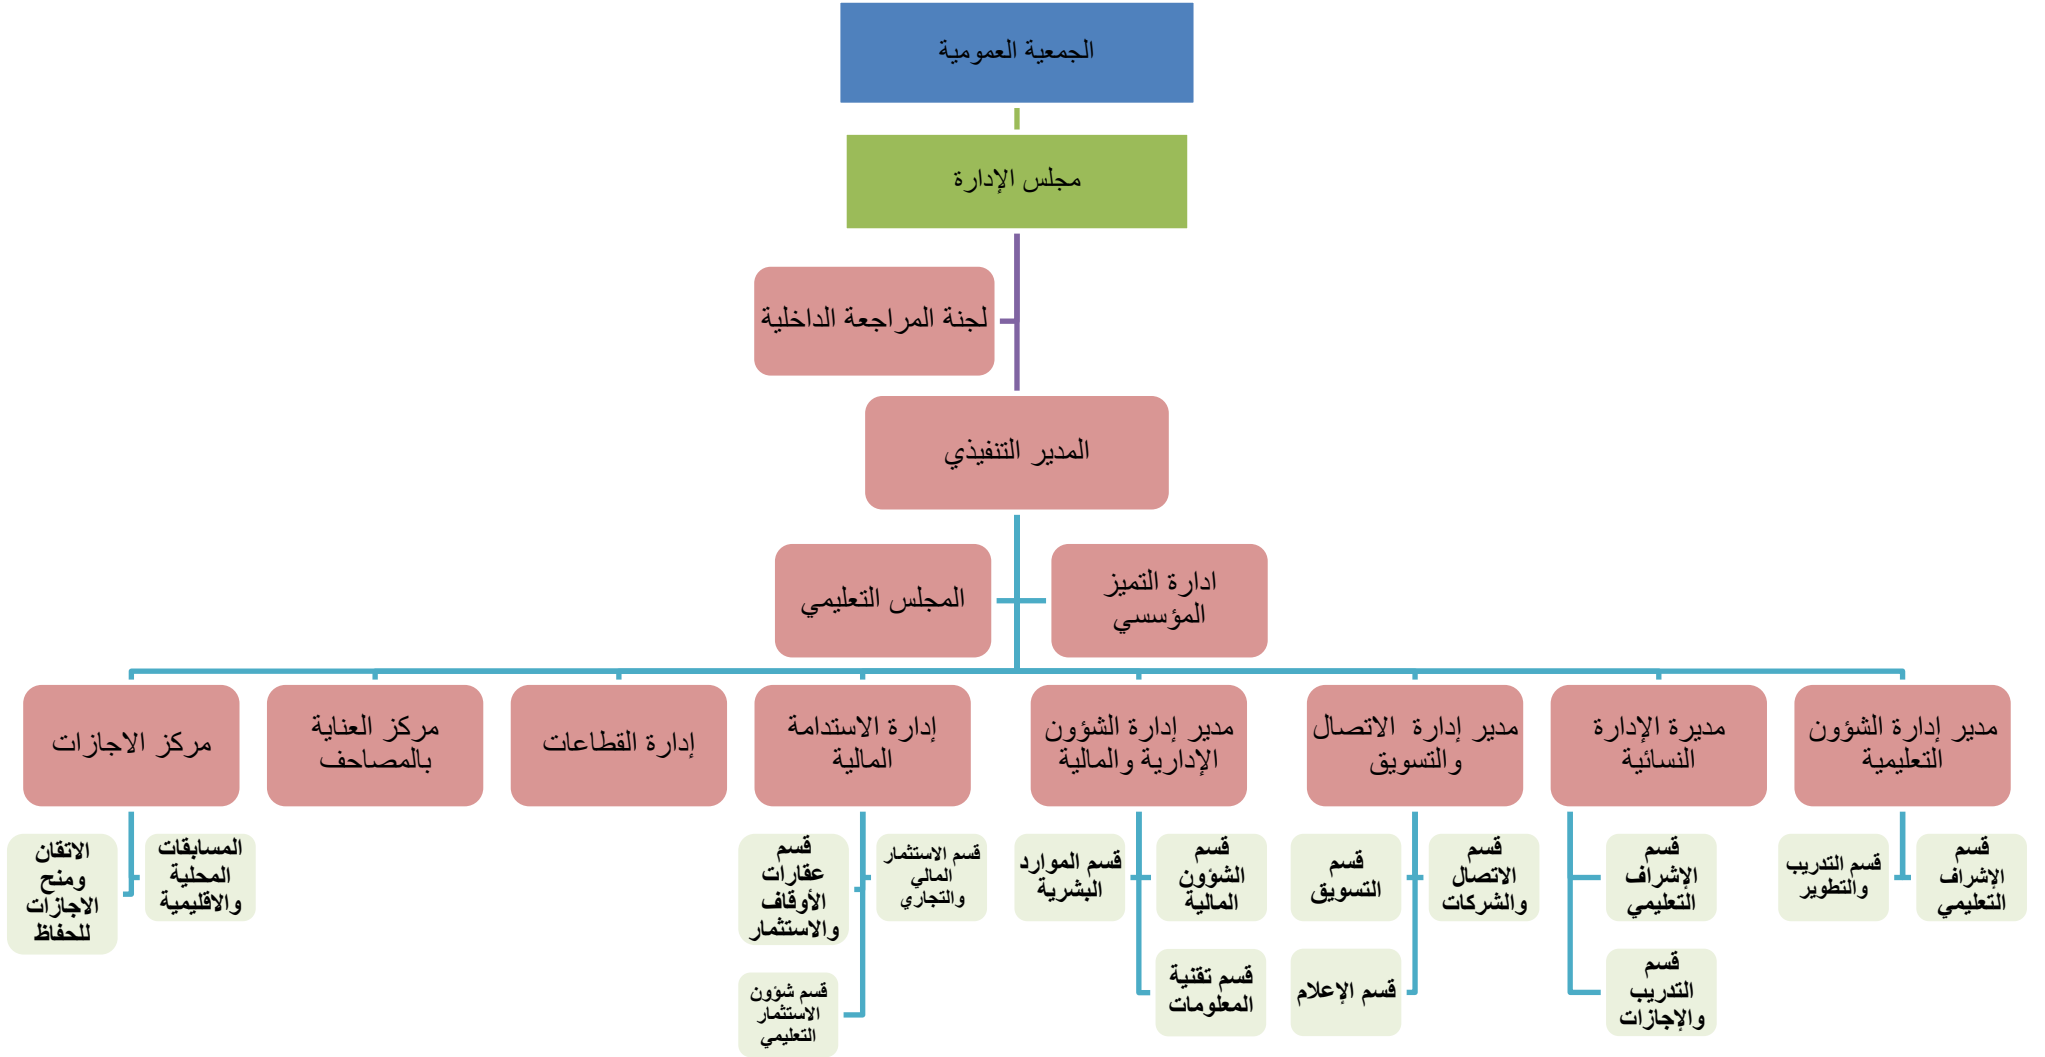 الجمعية العمومية
مجلس الإدارة
لجنة المراجعة الداخلية
المدير التنفيذي
ادارة التميز
المؤسسي
المجلس التعليمي
مدير إدارة الشؤون
التعليمية
مديرة الإدارة
النسائية
مدير إدارة الاتصال
والتسويق
مدير إدارة الشؤون
الإدارية والمالية
إدارة الاستدامة
المالية
إدارة القطاعات
مركز العناية
بالمصاحف
مركز الاجازات
قسم
الإشراف
التعليمي
قسم التدريب
والتطوير
قسم
الإشراف
التعليمي
قسم
التدريب
والإجازات
قسم
الاتصال
والشركات
قسم
التسويق
قسم الإعلام
قسم
الشؤون
المالية
قسم الموارد
البشرية
قسم تقنية
المعلومات
قسم الاستثمار
المالي
والتجاري
قسم
عقارات
الأوقاف
والاستثمار
قسم شؤون
الاستثمار
التعليمي
المسابقات
المحلية
والاقليمية
الاتقان
ومنح
الاجازات
للحفاظ